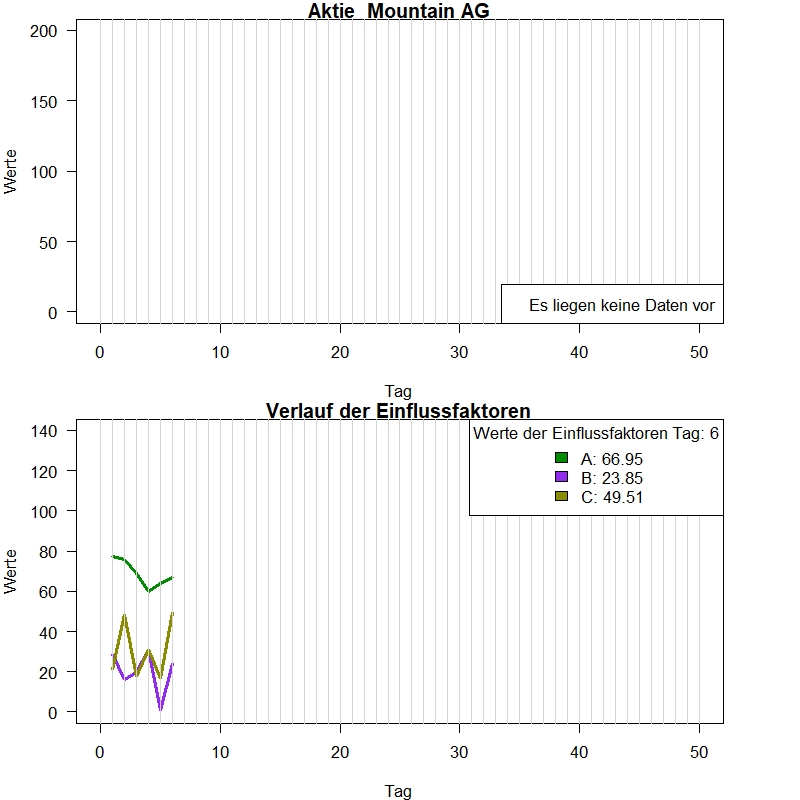 Aktie  Mountain AG
200
150
100
50
0
Werte
Es liegen keine Daten vor
0 10 20 30 40 50
Tag
Verlauf der Einflussfaktoren
140
120
100
80
60
40
20
0
Werte
Werte der Einflussfaktoren Tag: 6
A: 66.95
B: 23.85
C: 49.51
0 10 20 30 40 50
Tag